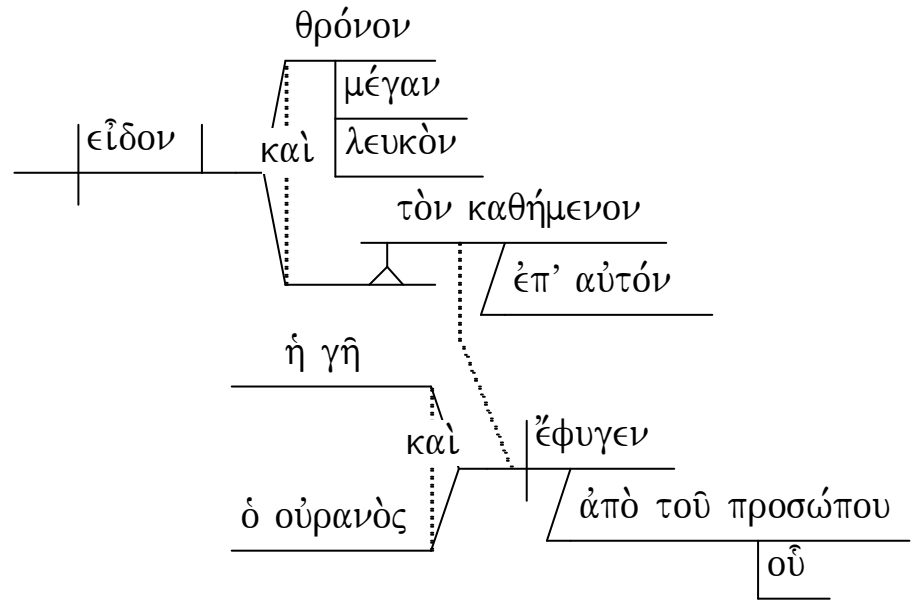 θρόνον
μέγαν
εἶδον
καὶ
λευκὸν
τὸν καθήμενον
ἐπ’ αὐτόν
ἡ γῆ
καὶ
ἔφυγεν
ὁ οὐρανὸς
ἀπὸ τοῦ προσώπου
οὗ